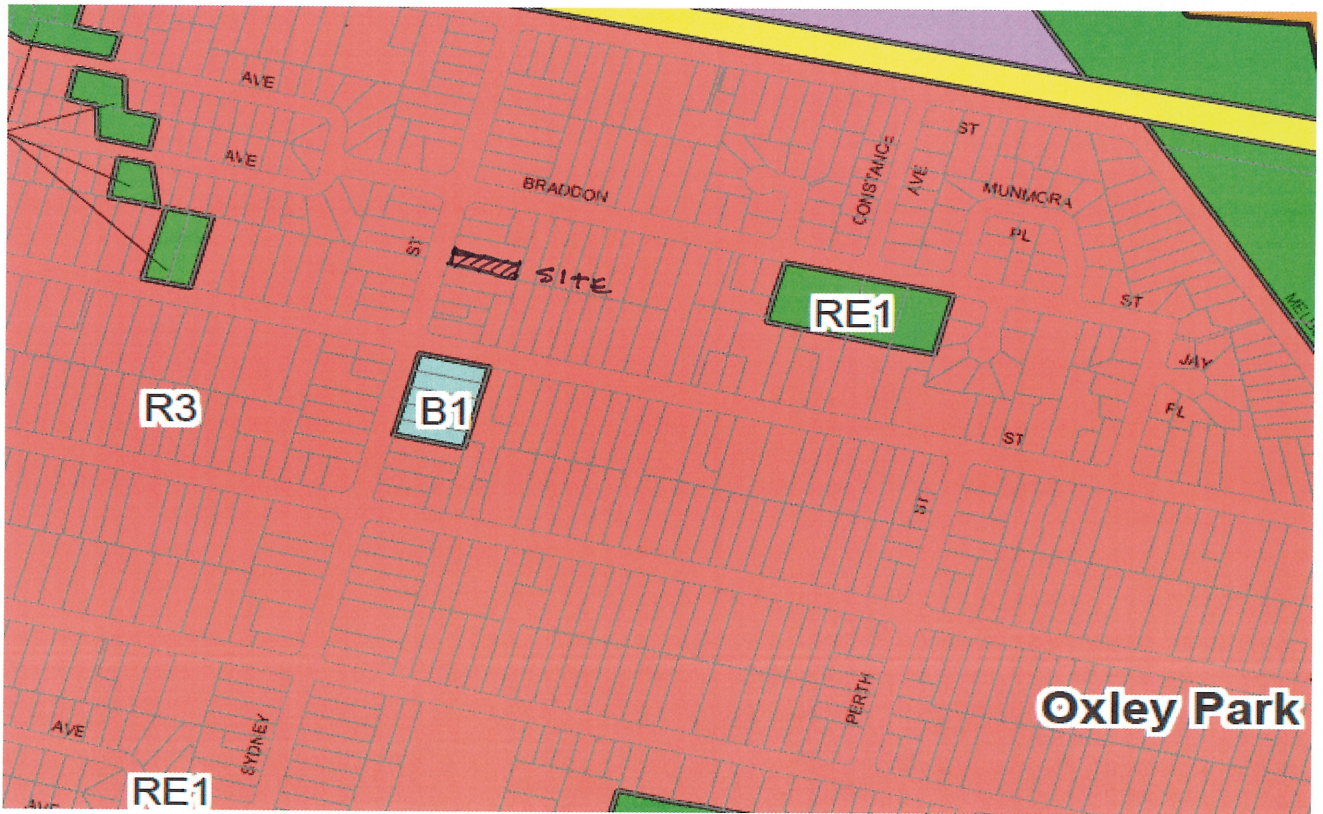 AVE
ST
AVE
CONSTANCE
AVE
BRADDON
MUNMORA
PL
ST
SITE
ST
RE1
JAY
R3
B1
PL
ST
ST
PERTH
Oxley Park
AVE
SYDNEY
RE1
AVE